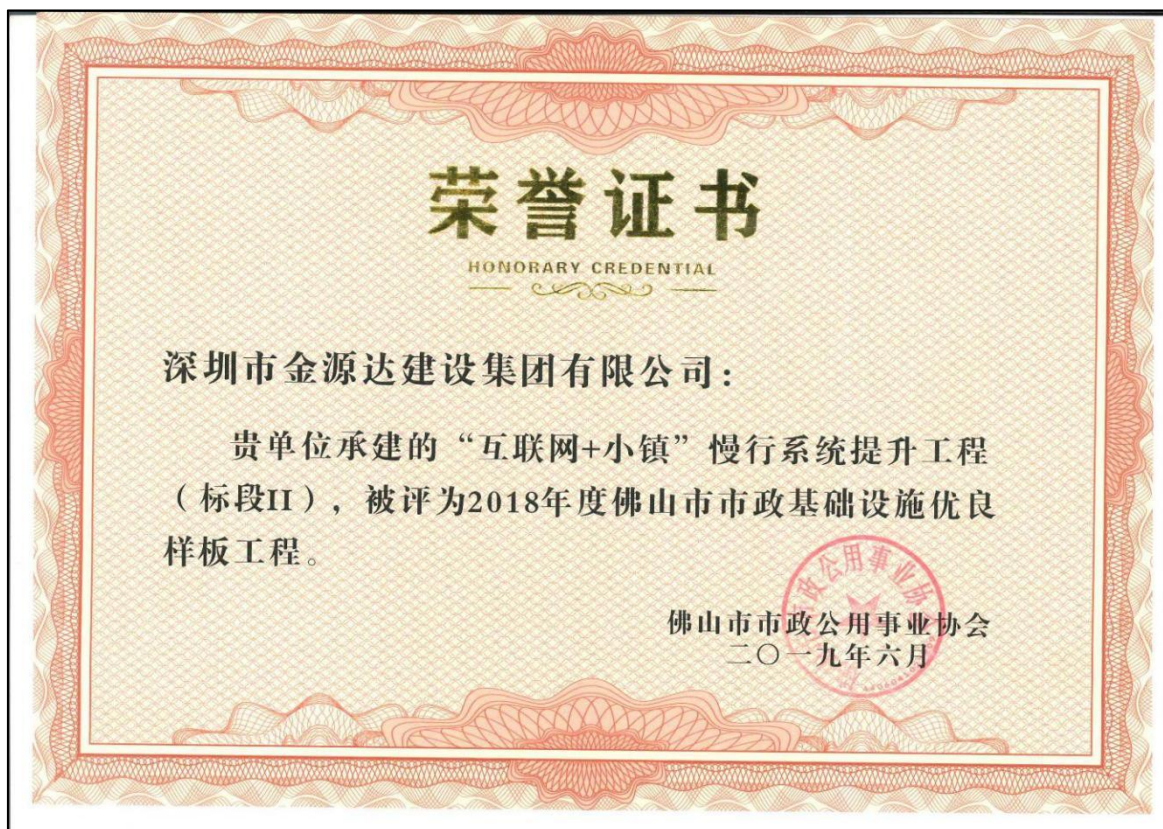 荣誉证书
HONORARY CREDENTIAL
深圳市金源达建设集团有限公司：
贵单位承建的“互联网+小镇”慢行系统提升工程
（标段II），被评为2018年度佛山市市政基础设施优良
样板工程。
佛山市市政公用事业协会
二〇一九年六月